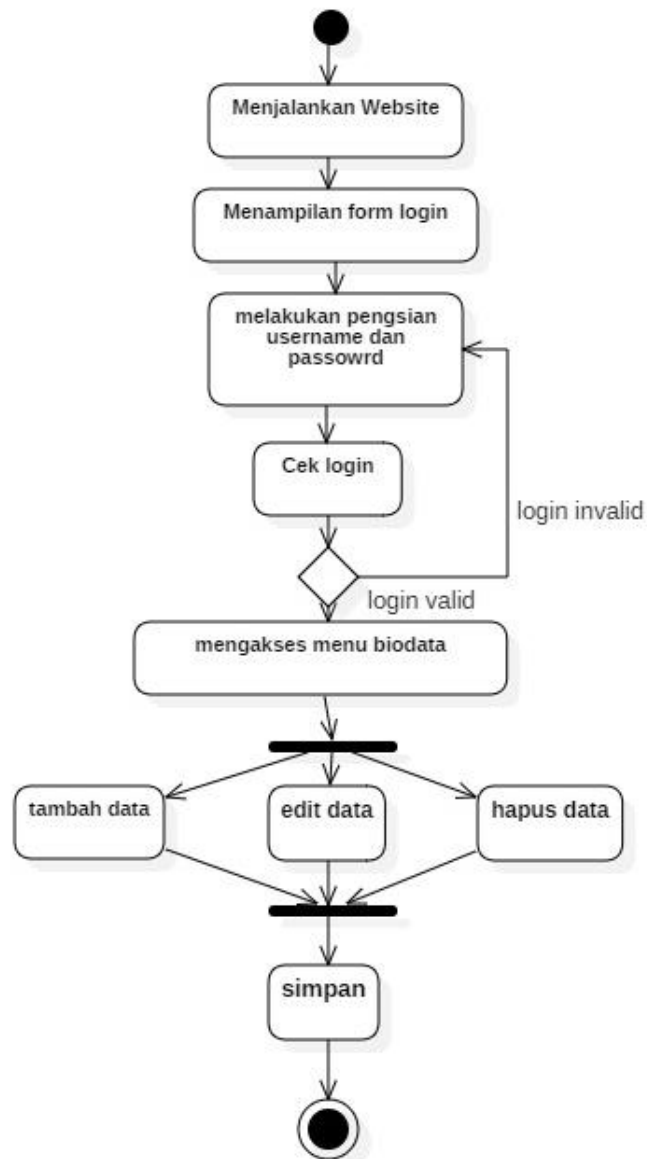 Menjalankan Website
Menampilan form login
melakukan pengsian
username dan
passowrd
Cek login
login invalid
login valid
mengakses menu biodata
tambah data
edit data
hapus data
simpan